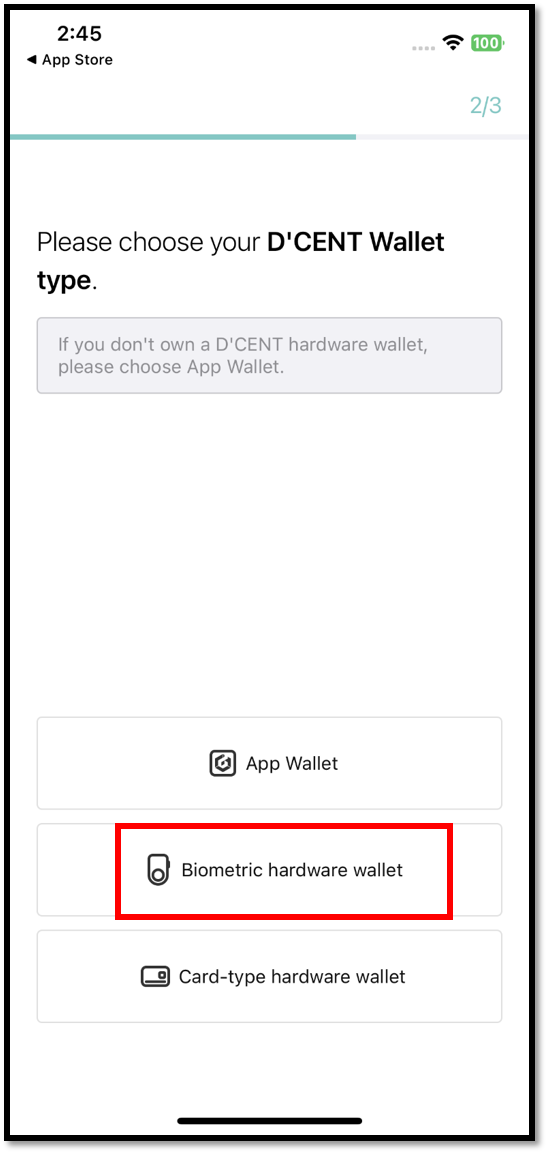 2:45
100
◀ App Store
2/3
Please choose your D'CENT Wallet
type.
If you don't own a D'CENT hardware wallet,
please choose App Wallet.
App Wallet
Biometric hardware wallet
Card-type hardware wallet